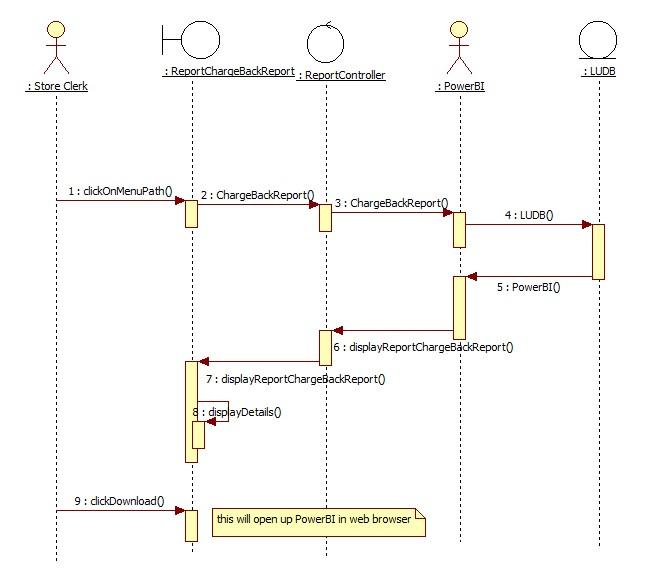 : Store Clerk
: ReportChargeBackReport
: ReportController
: PowerBI
: LUDB
1 : clickOnMenuPath()
2 : ChargeBackReport()
3 : ChargeBackReport()
4 : LUDB()
5 : PowerBI()
6 : displayReportChargeBackReport()
7 : displayReportChargeBackReport()
8 : displayDetails()
9 : clickDownload()
this will open up PowerBI in web browser